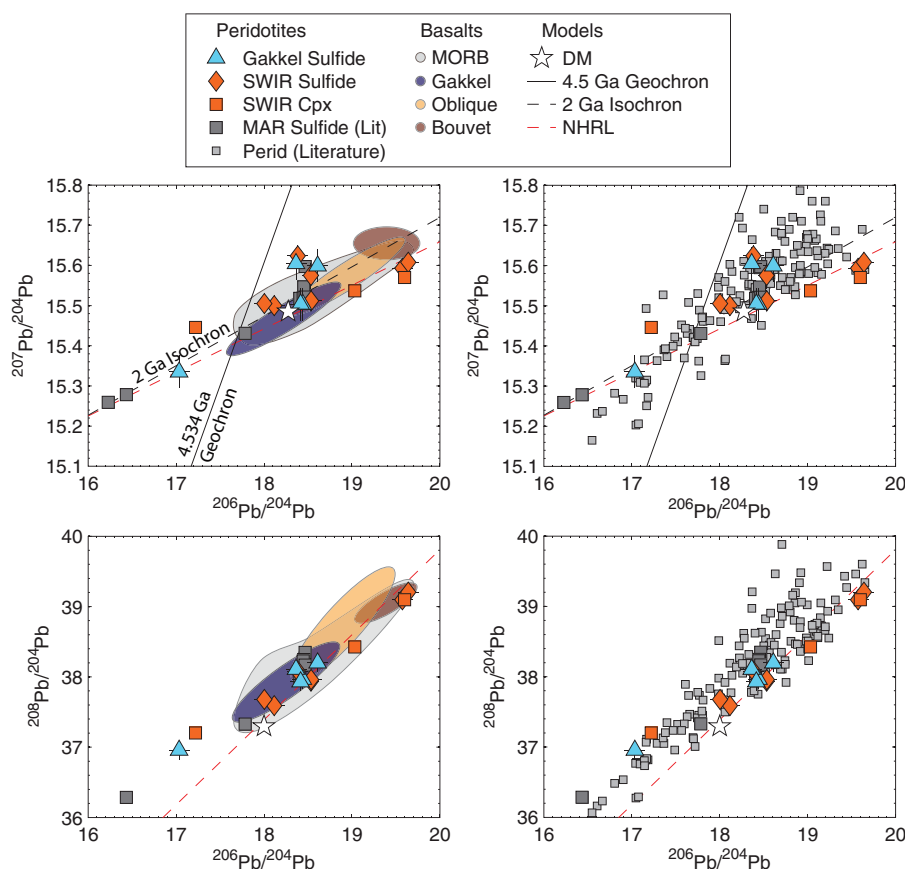 Peridotites Basalts Models
Gakkel Sulfide MORB DM
SWIR Sulfide Gakkel 4.5 Ga Geochron
SWIR Cpx Oblique 2 Ga Isochron
MAR Sulfide (Lit) Bouvet NHRL
Perid (Literature)
15.8
15.7
15.6
15.5
15.4
15.3
15.2
15.1
207Pb/204Pb
2 Ga Isochron
4.534 Ga
Geochron
16 17 18 19 20
206Pb/204Pb
15.8
15.7
15.6
15.5
15.4
15.3
15.2
15.1
207Pb/204Pb
16 17 18 19 20
206Pb/204Pb
40
39
38
37
36
208Pb/204Pb
16 17 18 19 20
206Pb/204Pb
40
39
38
37
36
208Pb/204Pb
16 17 18 19 20
206Pb/204Pb